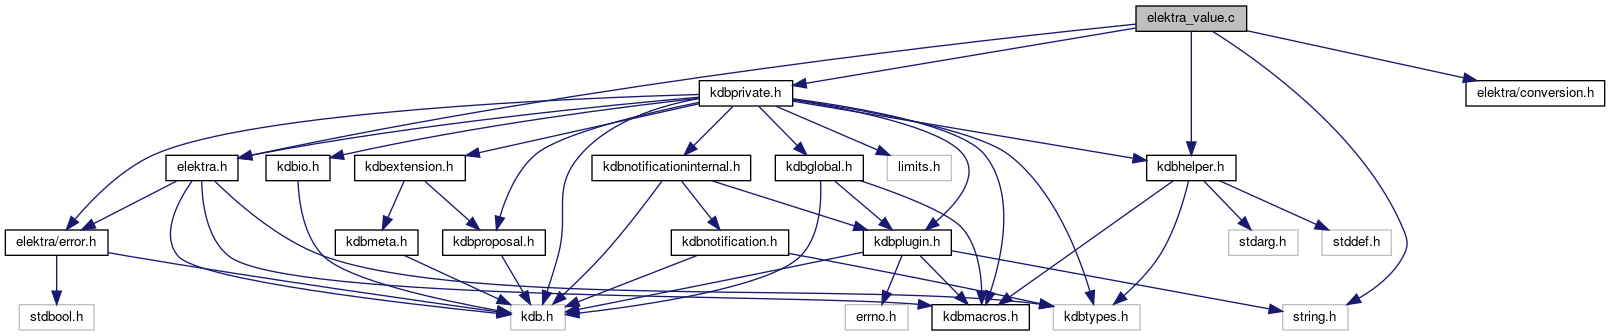 elektra_value.c
kdbprivate.h
elektra/conversion.h
elektra.h
kdbio.h
kdbextension.h
kdbnotificationinternal.h
kdbglobal.h
limits.h
kdbhelper.h
elektra/error.h
kdbmeta.h
kdbproposal.h
kdbnotification.h
kdbplugin.h
stdarg.h
stddef.h
stdbool.h
kdb.h
errno.h
kdbmacros.h
kdbtypes.h
string.h